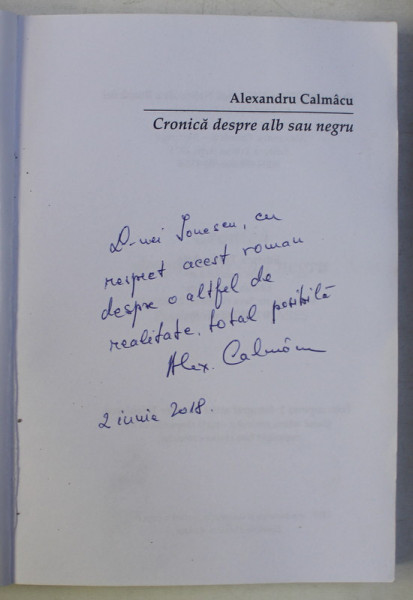 Alexandru Calmâcu
Cronică despre alb sau negru
D-nei Ionescu, cu
respect acest roman
despre o altfel de
realitate, total posibilă
Alex. Calmâcu
2 iunie 2018.